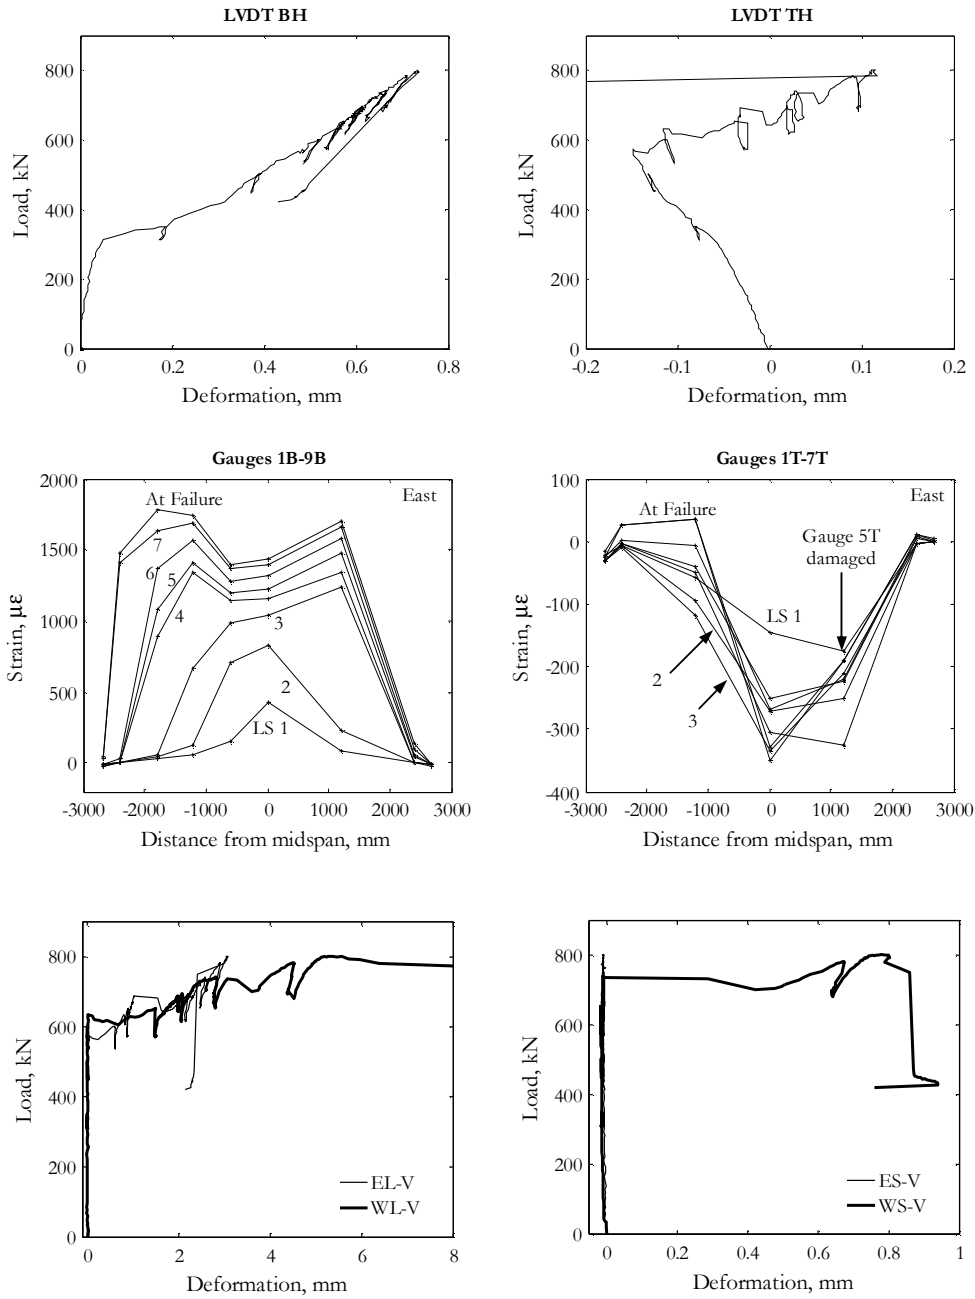 LVDT BH
LVDT TH
800
600
400
200
0
Load, kN
0 0.2 0.4 0.6 0.8
Deformation, mm
800
600
400
200
0
Load, kN
-0.2 -0.1 0 0.1 0.2
Deformation, mm
Gauges 1B-9B
Gauges 1T-7T
2000
1500
1000
500
0
Strain, με
At Failure
East
7
6
5
4
3
2
LS 1
-3000 -2000 -1000 0 1000 2000 3000
Distance from midspan, mm
100
0
-100
-200
-300
-400
Strain, με
At Failure
East
Gauge 5T
damaged
LS 1
2
3
-3000 -2000 -1000 0 1000 2000 3000
Distance from midspan, mm
800
600
400
200
0
Load, kN
EL-V
WL-V
0 2 4 6 8
Deformation, mm
800
600
400
200
0
Load, kN
ES-V
WS-V
0 0.2 0.4 0.6 0.8 1
Deformation, mm